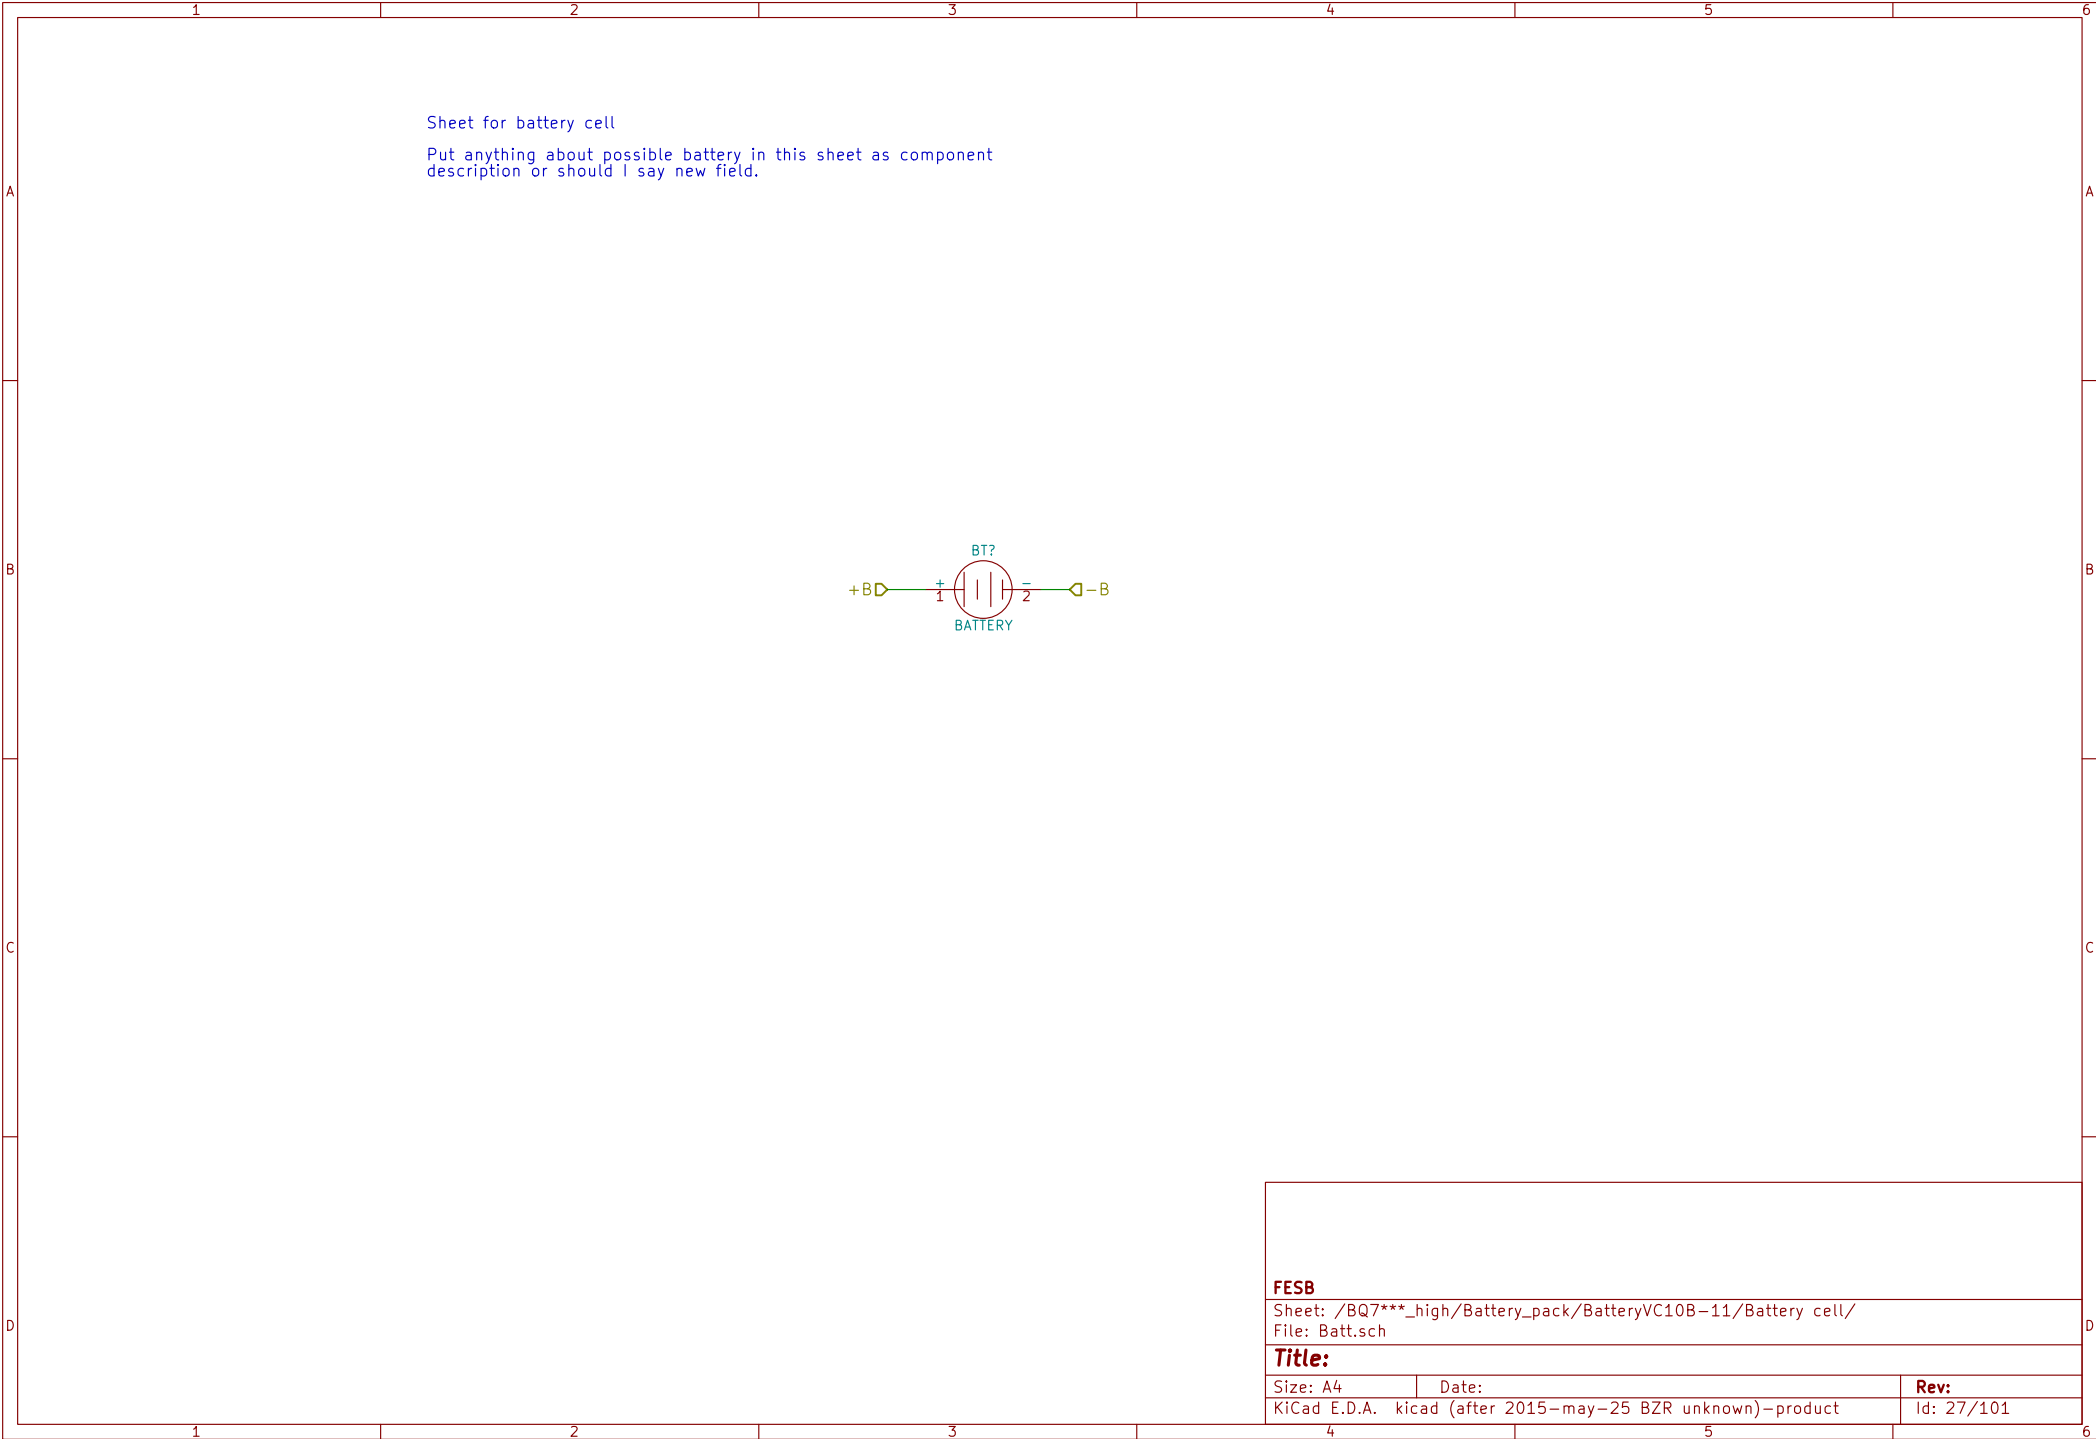 1 2 3 4 5 6
Sheet for battery cell
Put anything about possible battery in this sheet as component
description or should I say new field.
A A
BT?
B B
+B + - -B
1 2
BATTERY
C C
FESB
Sheet: /BQ7***_high/Battery_pack/BatteryVC10B-11/Battery cell/
D D
File: Batt.sch
Title:
Size: A4 Date: Rev:
KiCad E.D.A. kicad (after 2015-may-25 BZR unknown)-product Id: 27/101
1 2 3 4 5 6